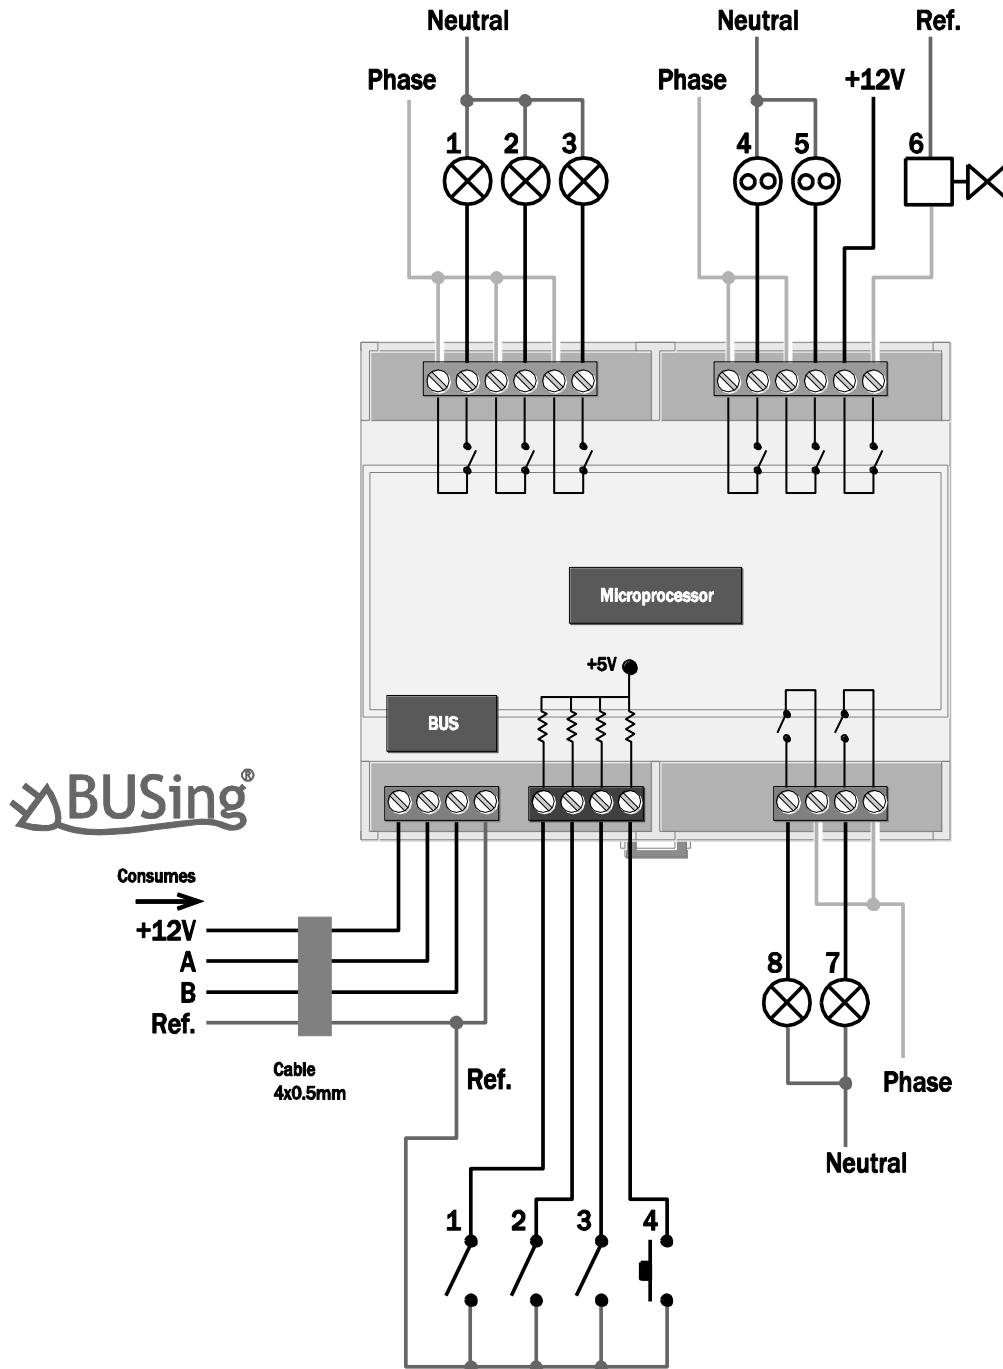 Neutral
Neutral
Ref.
Phase
Phase
+12V
1 2 3
4 5
6
Microprocessor
+5V
BUS
BUSing®
Consumes
+12V
A
B
Ref.
8 7
Cable
4x0.5mm
Ref.
Phase
Neutral
1 2 3 4